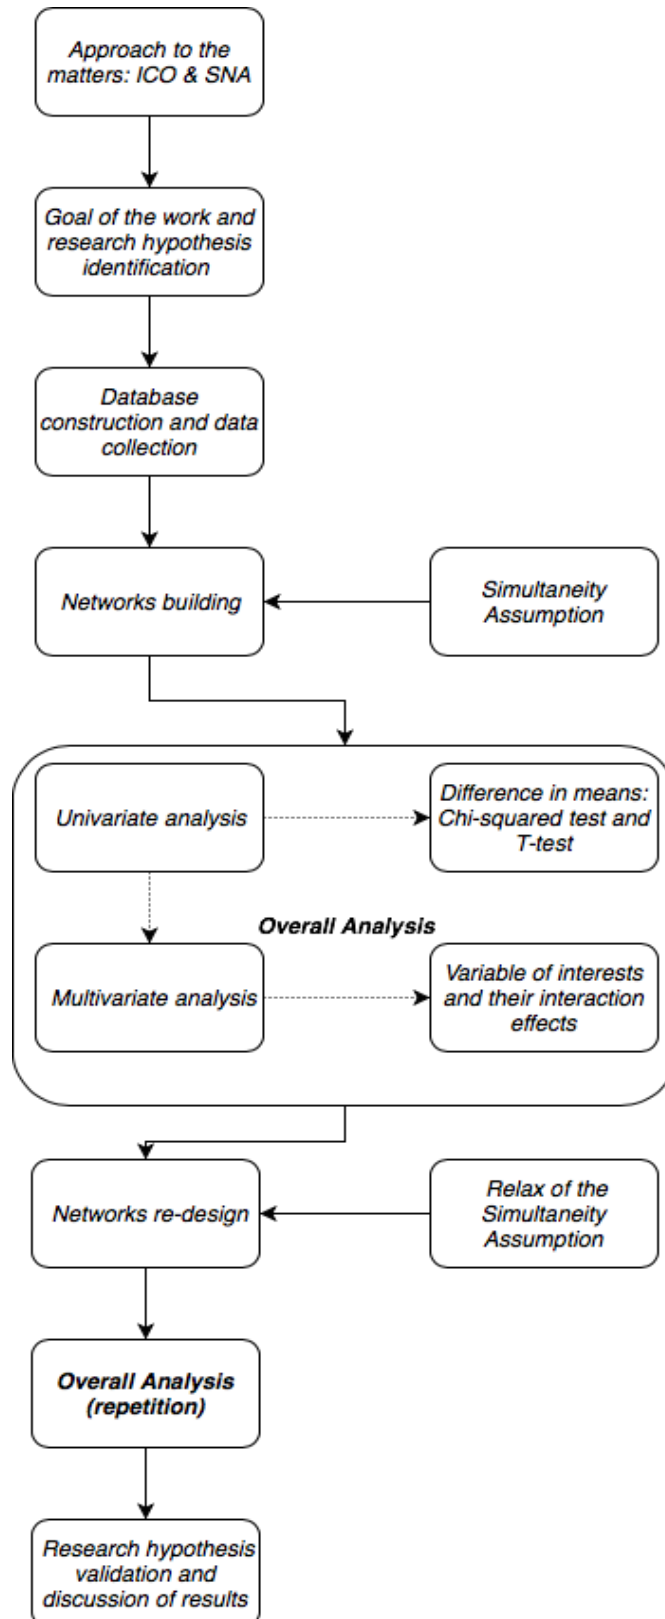 Approach to the
matters: ICO & SNA
Goal of the work and
research hypothesis
identification
Database
construction and data
collection
Networks building
Simultaneity
Assumption
Univariate analysis
Difference in means:
Chi-squared test and
T-test
Overall Analysis
Multivariate analysis
Variable of interests
and their interaction
effects
Networks re-design
Relax of the
Simultaneity
Assumption
Overall Analysis
(repetition)
Research hypothesis
validation and
discussion of results